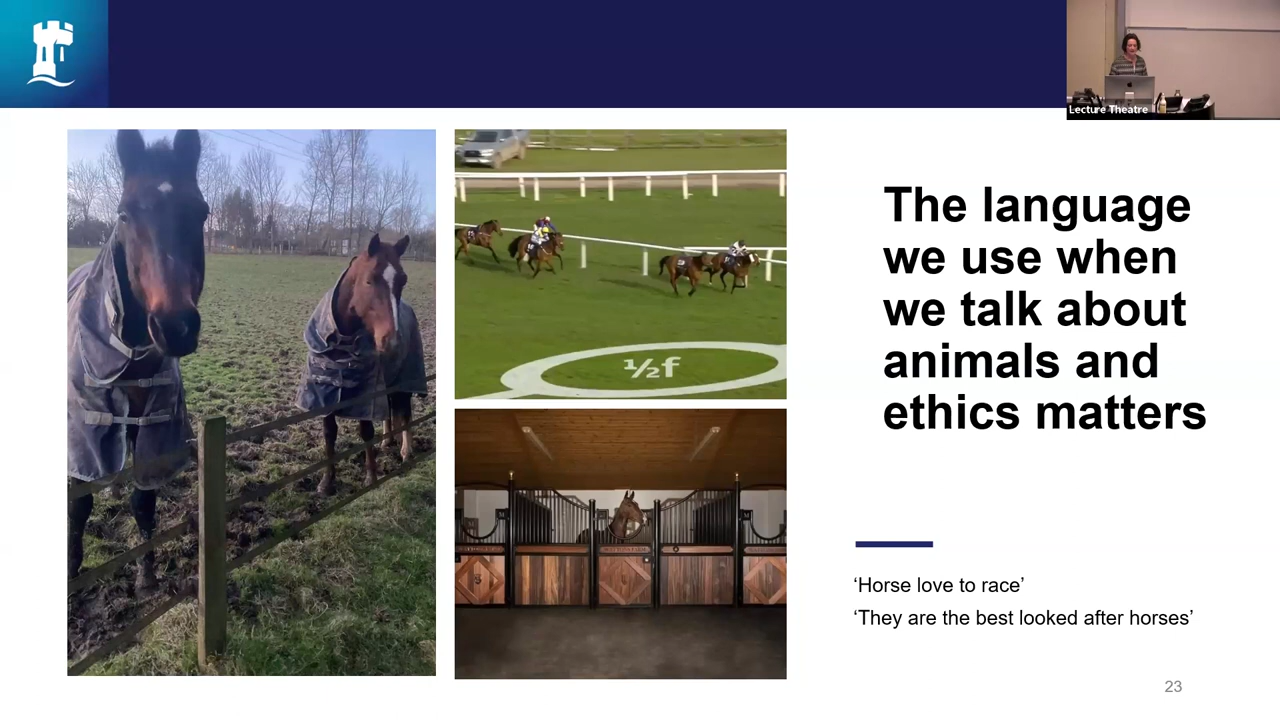 Lecture Theatre
The language
we use when
we talk about
animals and
ethics matters
½f
‘Horse love to race’
‘They are the best looked after horses’
23